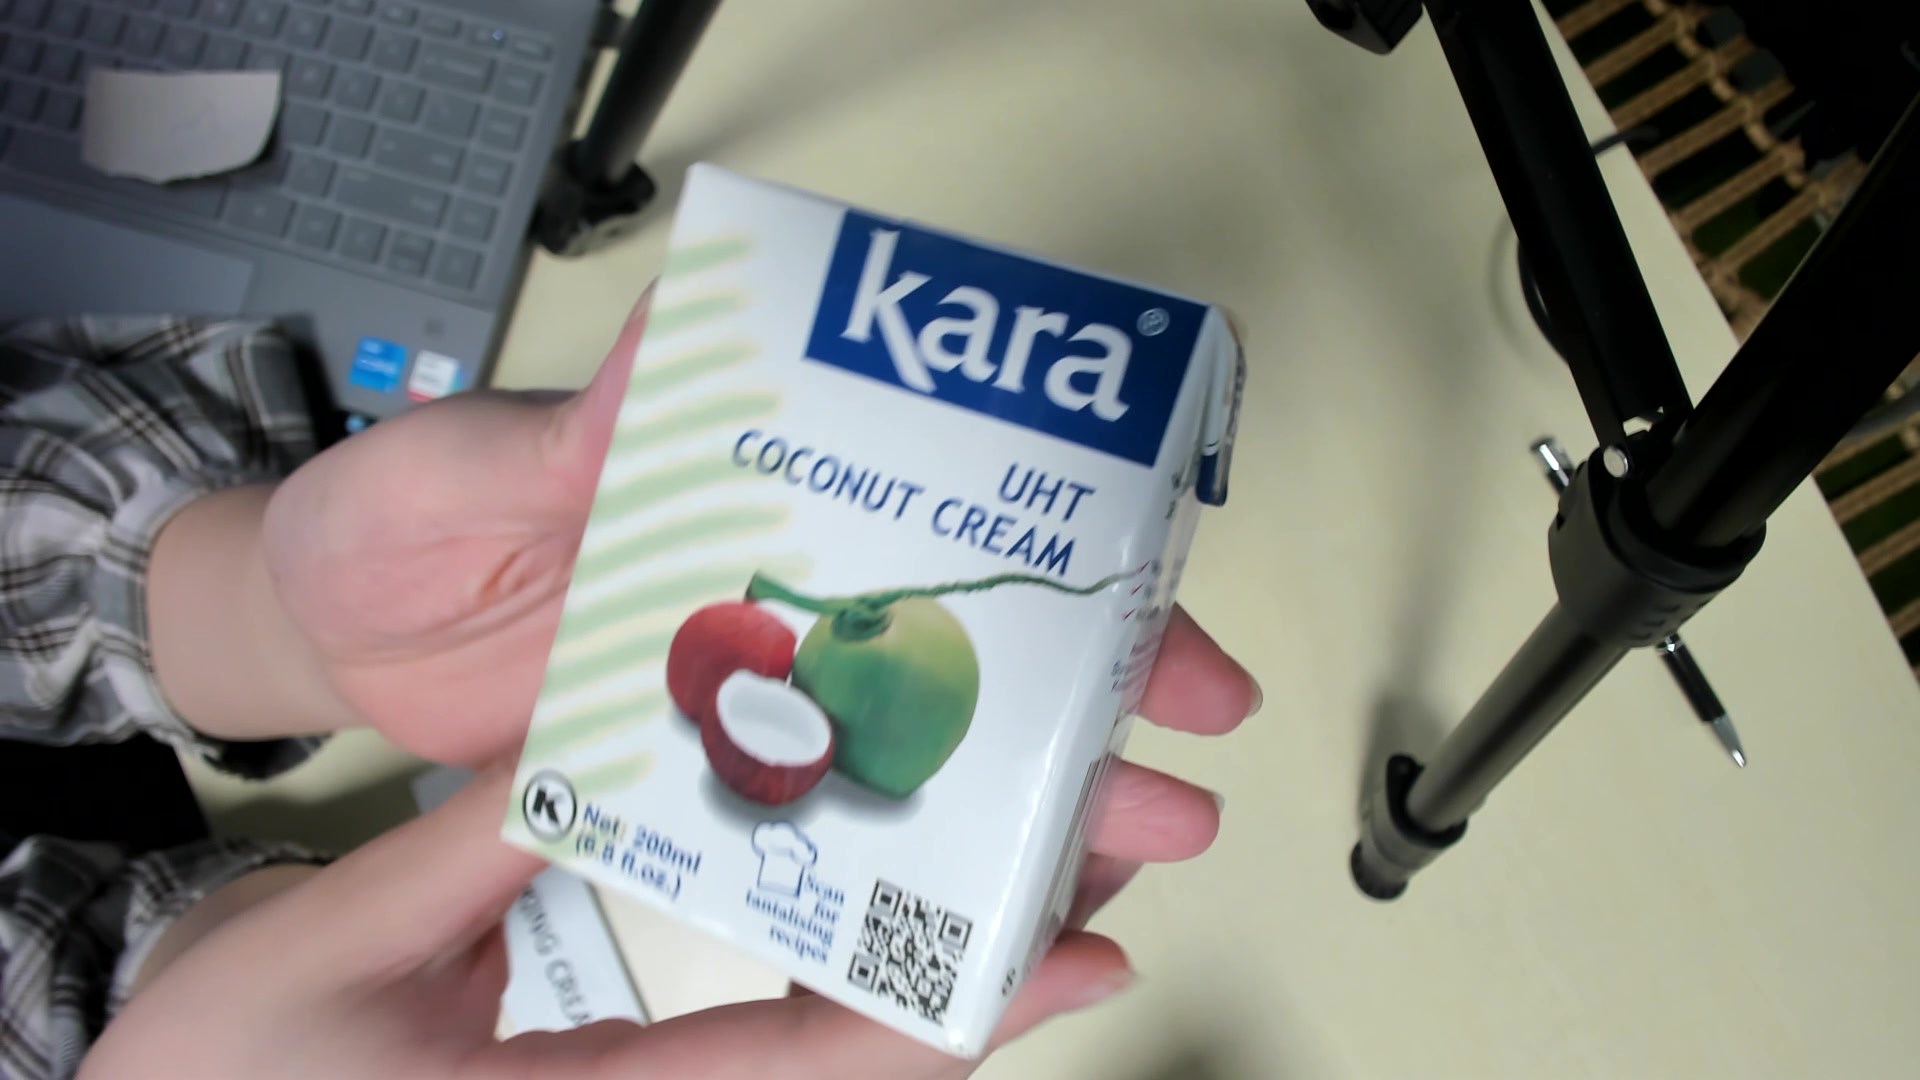 kara®
UHT
COCONUT CREAM
K
Net: 200ml
(6.8 fl.oz.)
Scan
for
tantalising
recipes